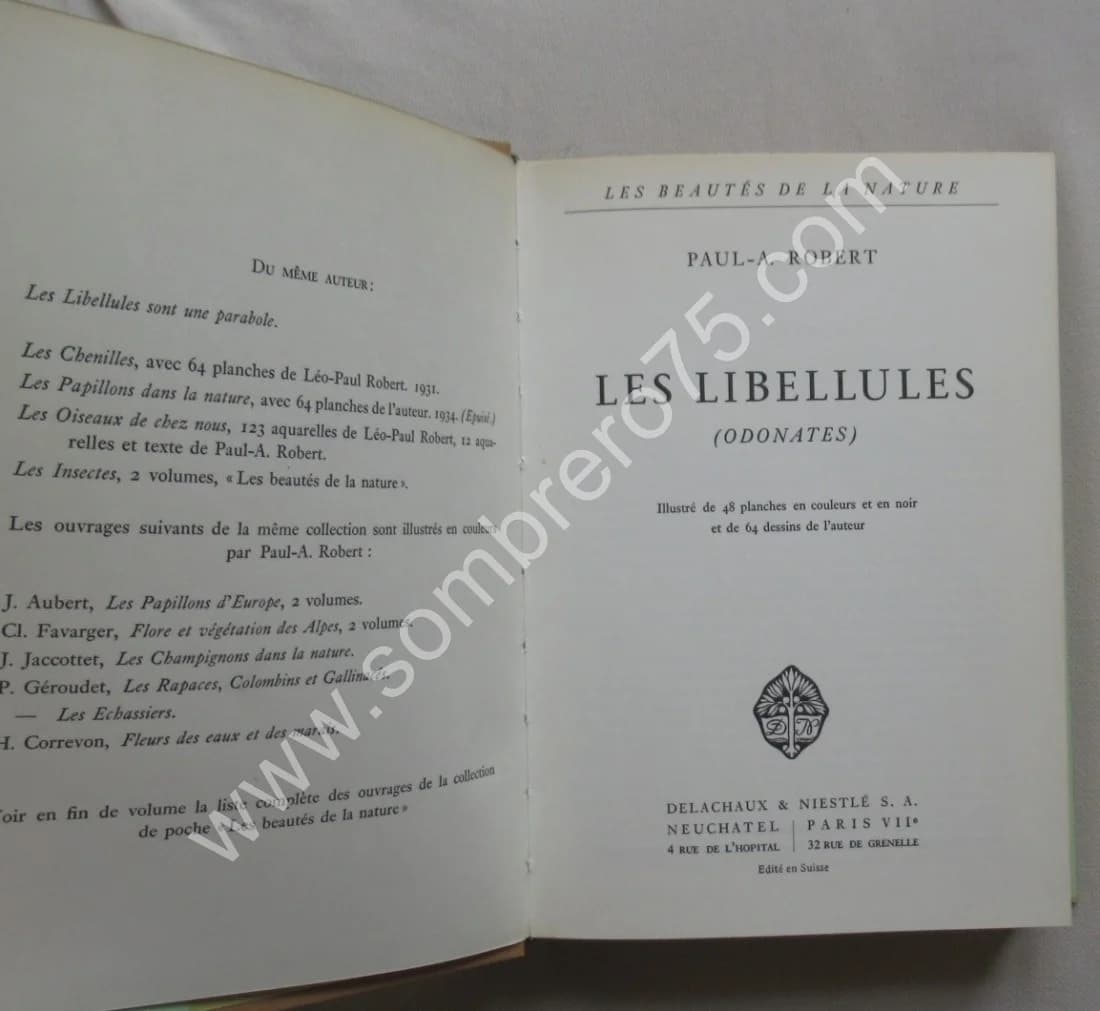 DU MÊME AUTEUR:
Les Libellules sont une parabole.
Les Chenilles, avec 64 planches de Léo-Paul Robert. 1931.
Les Papillons dans la nature, avec 64 planches de l'auteur. 1934. (Epuisé.)
Les Oiseaux de chez nous, 123 aquarelles de Léo-Paul Robert, 12 aqua-
relles et texte de Paul-A. Robert.
Les Insectes, 2 volumes, « Les beautés de la nature ».
Les ouvrages suivants de la même collection sont illustrés en couleurs
par Paul-A. Robert :
J. Aubert, Les Papillons d'Europe, 2 volumes.
Cl. Favarger, Flore et végétation des Alpes, 2 volumes.
J. Jaccottet, Les Champignons dans la nature.
P. Géroudet, Les Rapaces, Colombins et Gallinacés.
— Les Echassiers.
H. Correvon, Fleurs des eaux et des marais.
oir en fin de volume la liste complète des ouvrages de la collection
de poche « Les beautés de la nature »
LES BEAUTÉS DE LA NATURE
PAUL-A. ROBERT
LES LIBELLULES
(ODONATES)
Illustré de 48 planches en couleurs et en noir
et de 64 dessins de l'auteur
D N
DELACHAUX & NIESTLÉ S. A.
NEUCHATEL | PARIS VIIe
4 RUE DE L'HOPITAL | 32 RUE DE GRENELLE
Edité en Suisse
www.sombrero75.com